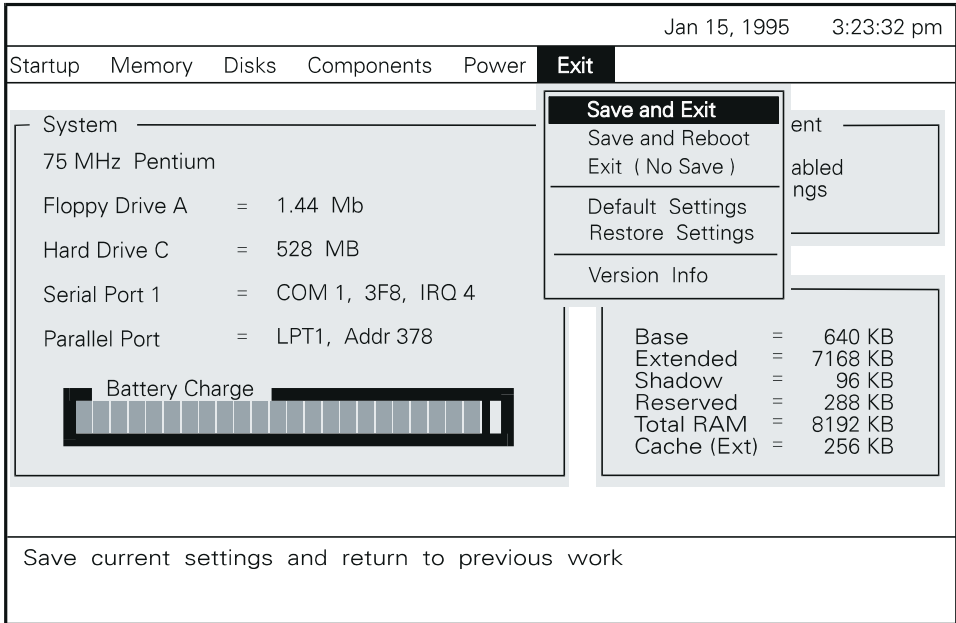 Jan 15, 1995 3:23:32 pm
Startup Memory Disks Components Power Exit
Save and Exit
Save and Reboot
Exit ( No Save )
Default Settings
Restore Settings
Version Info
System
75 MHz Pentium
Floppy Drive A = 1.44 Mb
Hard Drive C = 528 MB
Serial Port 1 = COM 1, 3F8, IRQ 4
Parallel Port = LPT1, Addr 378
Battery Charge
ent
abled
ngs
Base = 640 KB
Extended = 7168 KB
Shadow = 96 KB
Reserved = 288 KB
Total RAM = 8192 KB
Cache (Ext) = 256 KB
Save current settings and return to previous work